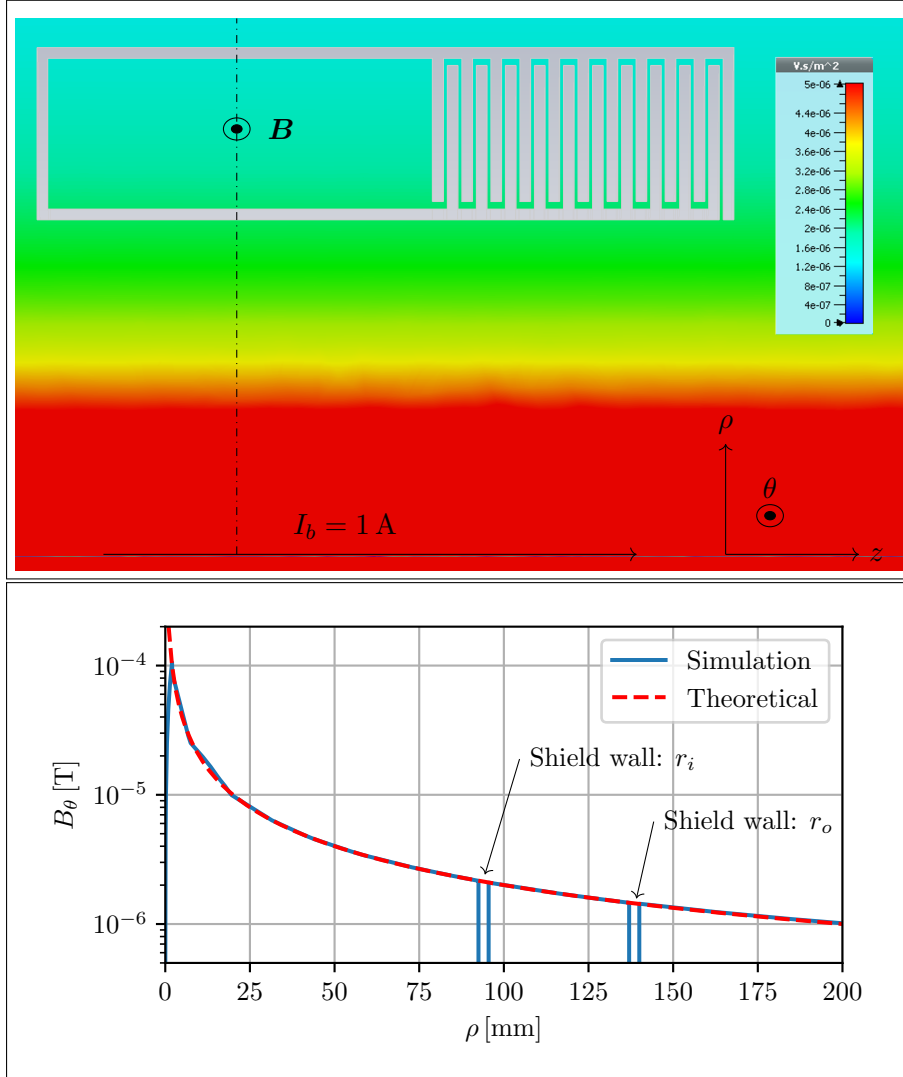 V.s/m^2
5e-06
4.4e-06
4e-06
3.6e-06
3.2e-06
2.8e-06
2.4e-06
2e-06
1.6e-06
1.2e-06
8e-07
4e-07
0
B
ρ
θ
I_b = 1 A
z
10^{-4}
10^{-5}
10^{-6}
B_θ [T]
Simulation
Theoretical
Shield wall: r_i
Shield wall: r_o
0 25 50 75 100 125 150 175 200
ρ [mm]